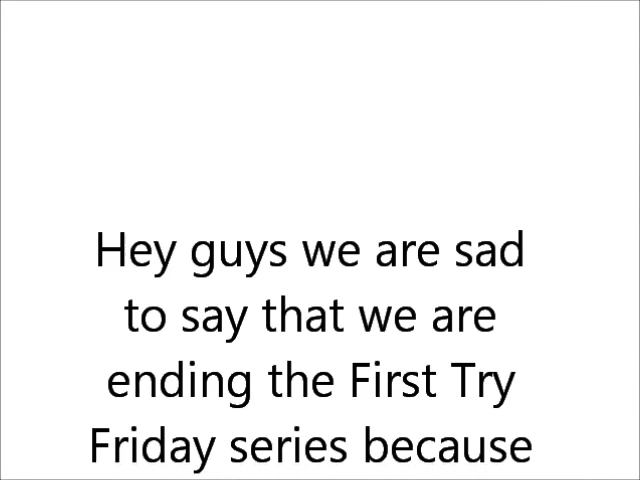 Hey guys we are sad
to say that we are
ending the First Try
Friday series because